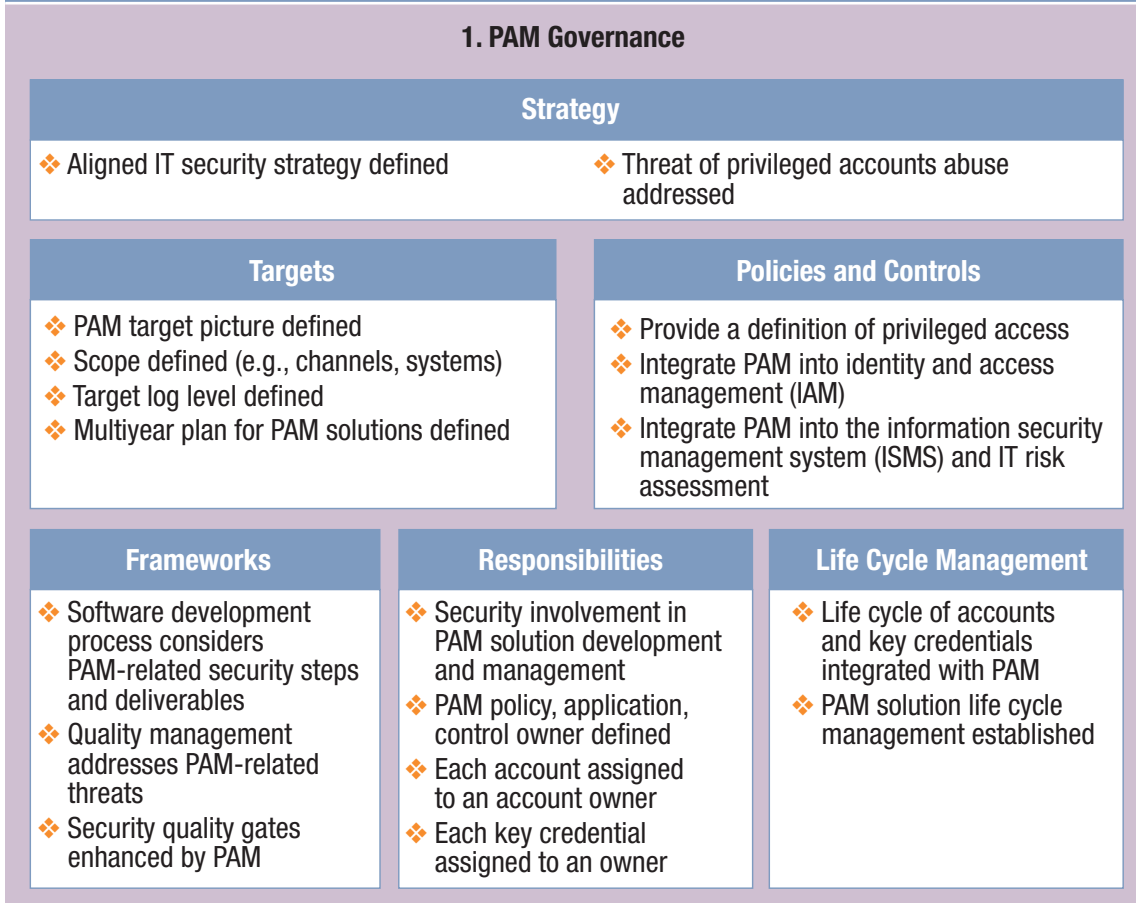 1. PAM Governance
Strategy
❖ Aligned IT security strategy defined
❖ Threat of privileged accounts abuse
addressed
Targets
❖ PAM target picture defined
❖ Scope defined (e.g., channels, systems)
❖ Target log level defined
❖ Multiyear plan for PAM solutions defined
Policies and Controls
❖ Provide a definition of privileged access
❖ Integrate PAM into identity and access
management (IAM)
❖ Integrate PAM into the information security
management system (ISMS) and IT risk
assessment
Frameworks
❖ Software development
process considers
PAM-related security steps
and deliverables
❖ Quality management
addresses PAM-related
threats
❖ Security quality gates
enhanced by PAM
Responsibilities
❖ Security involvement in
PAM solution development
and management
❖ PAM policy, application,
control owner defined
❖ Each account assigned
to an account owner
❖ Each key credential
assigned to an owner
Life Cycle Management
❖ Life cycle of accounts
and key credentials
integrated with PAM
❖ PAM solution life cycle
management established